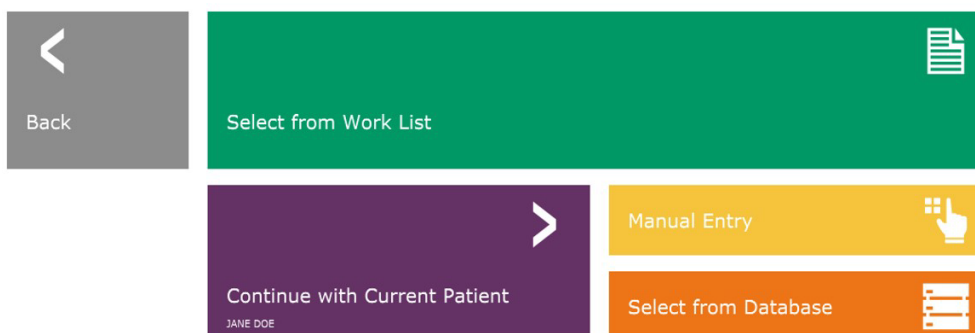 Back
Select from Work List
Continue with Current Patient
JANE DOE
Manual Entry
Select from Database